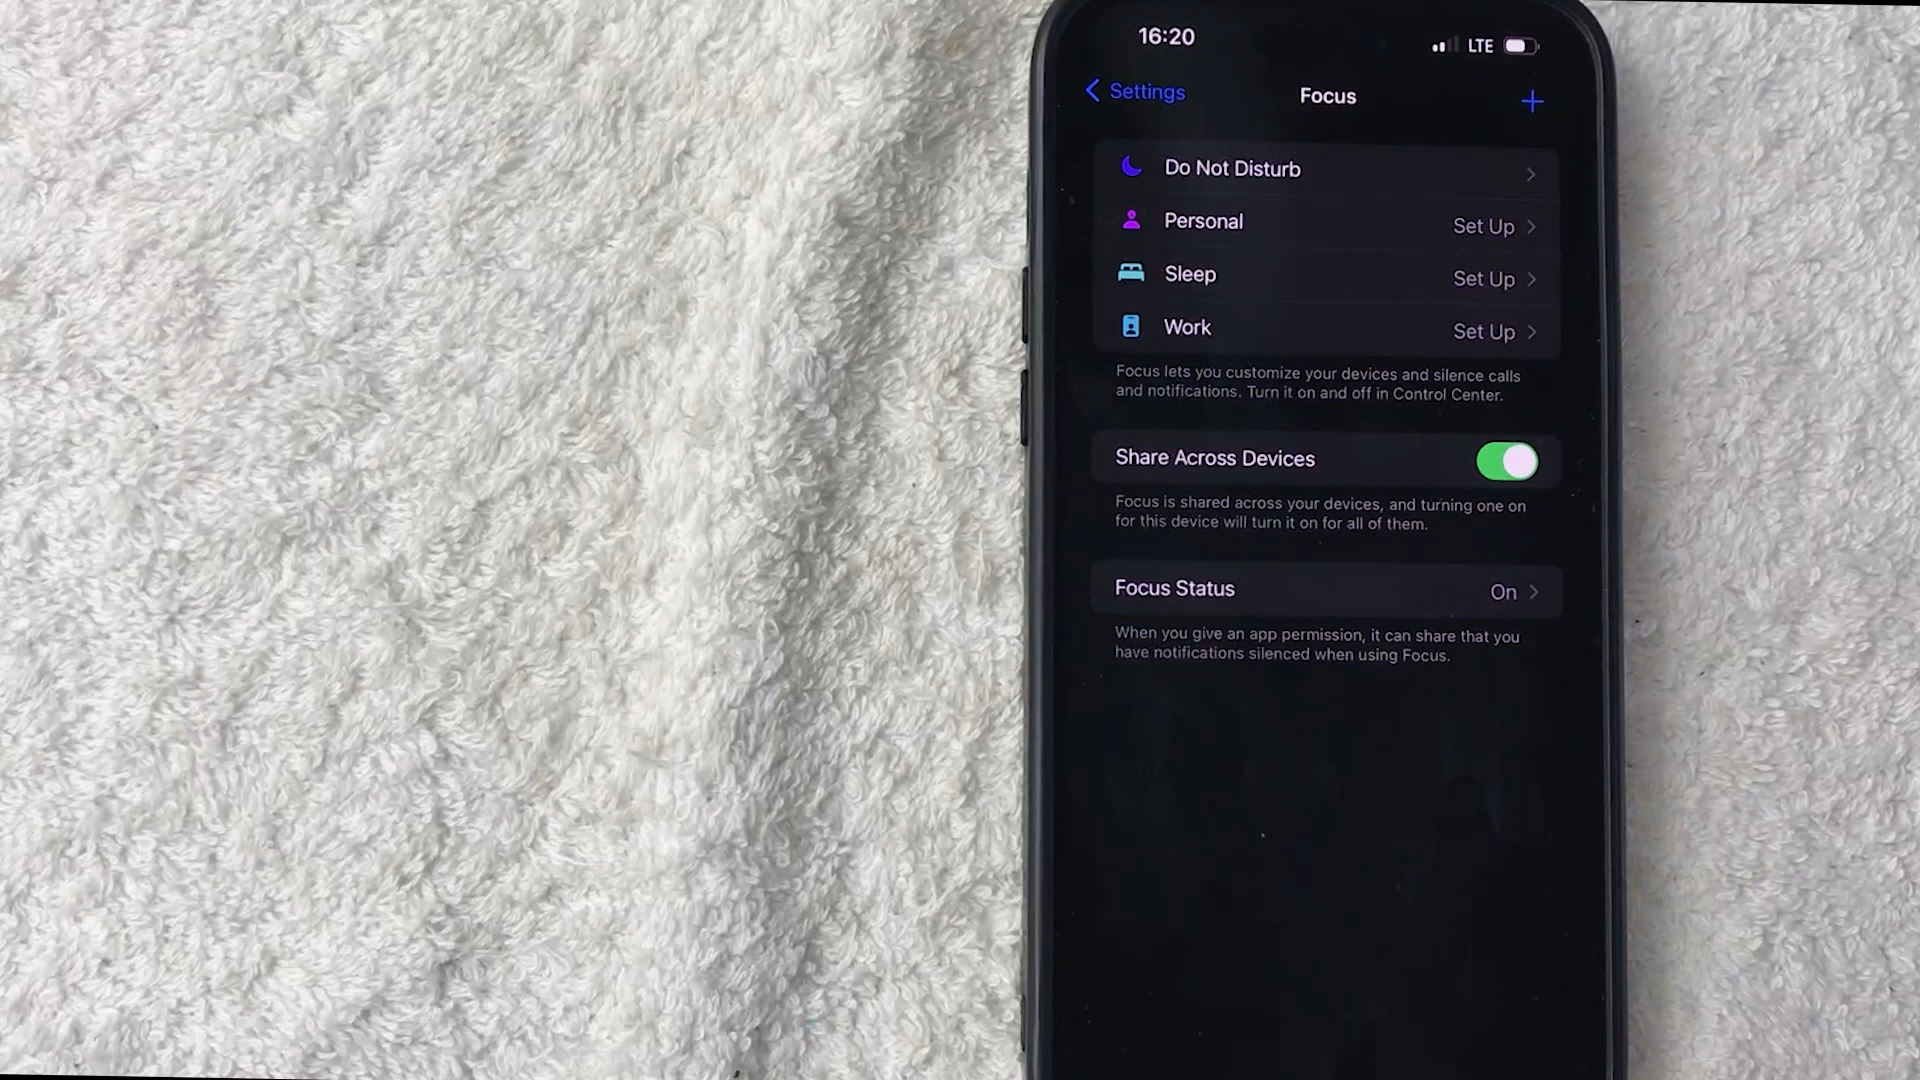 16:20
LTE
Settings
Focus
Do Not Disturb
Personal
Set Up
Sleep
Set Up
Work
Set Up
Focus lets you customize your devices and silence calls
and notifications. Turn it on and off in Control Center.
Share Across Devices
Focus is shared across your devices, and turning one on
for this device will turn it on for all of them.
Focus Status
On
When you give an app permission, it can share that you
have notifications silenced when using Focus.